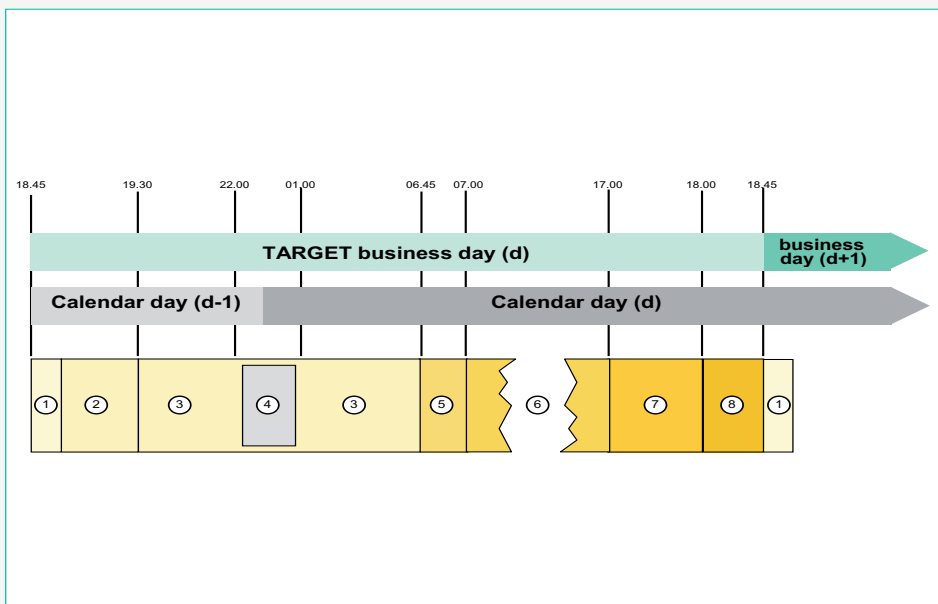 18.45 19.30 22.00 01.00 06.45 07.00 17.00 18.00 18.45
TARGET business day (d)
business
day (d+1)
Calendar day (d-1) Calendar day (d)
1 2 3 4 3 5 6 7 8 1